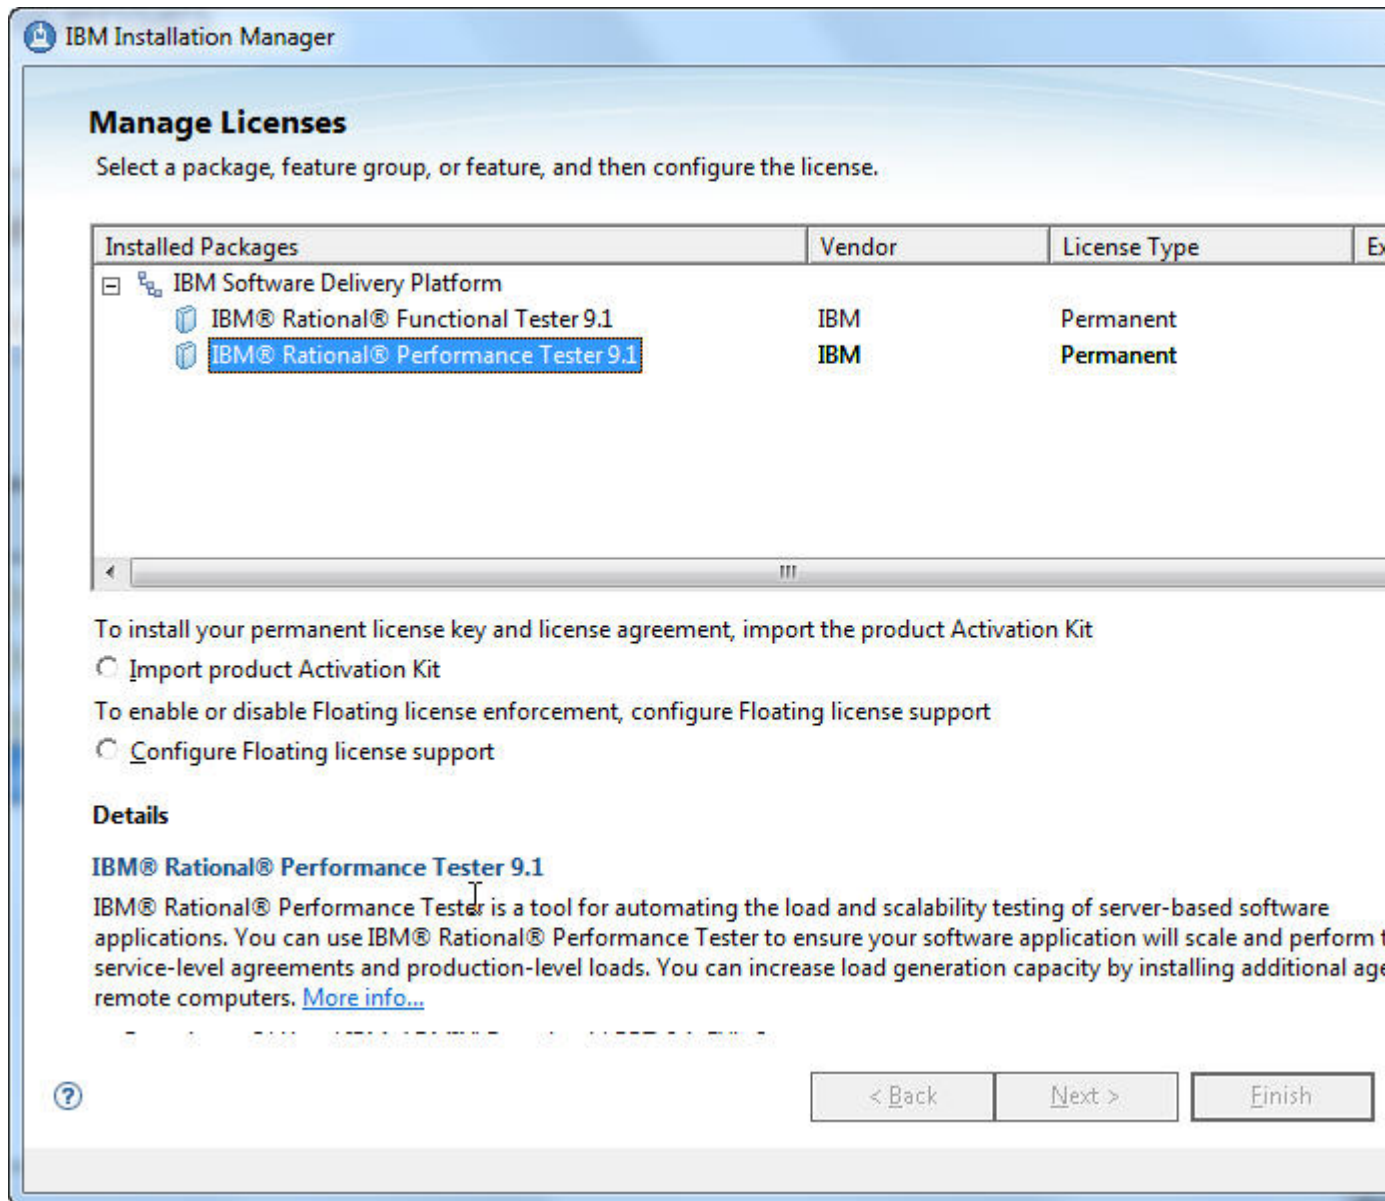 IBM Installation Manager
Manage Licenses
Select a package, feature group, or feature, and then configure the license.
Installed Packages Vendor License Type Ex
IBM Software Delivery Platform
IBM® Rational® Functional Tester 9.1 IBM Permanent
IBM® Rational® Performance Tester 9.1 IBM Permanent
To install your permanent license key and license agreement, import the product Activation Kit
Import product Activation Kit
To enable or disable Floating license enforcement, configure Floating license support
Configure Floating license support
Details
IBM® Rational® Performance Tester 9.1
IBM® Rational® Performance Tester is a tool for automating the load and scalability testing of server-based software
applications. You can use IBM® Rational® Performance Tester to ensure your software application will scale and perform t
service-level agreements and production-level loads. You can increase load generation capacity by installing additional age
remote computers. More info...
? < Back Next > Finish